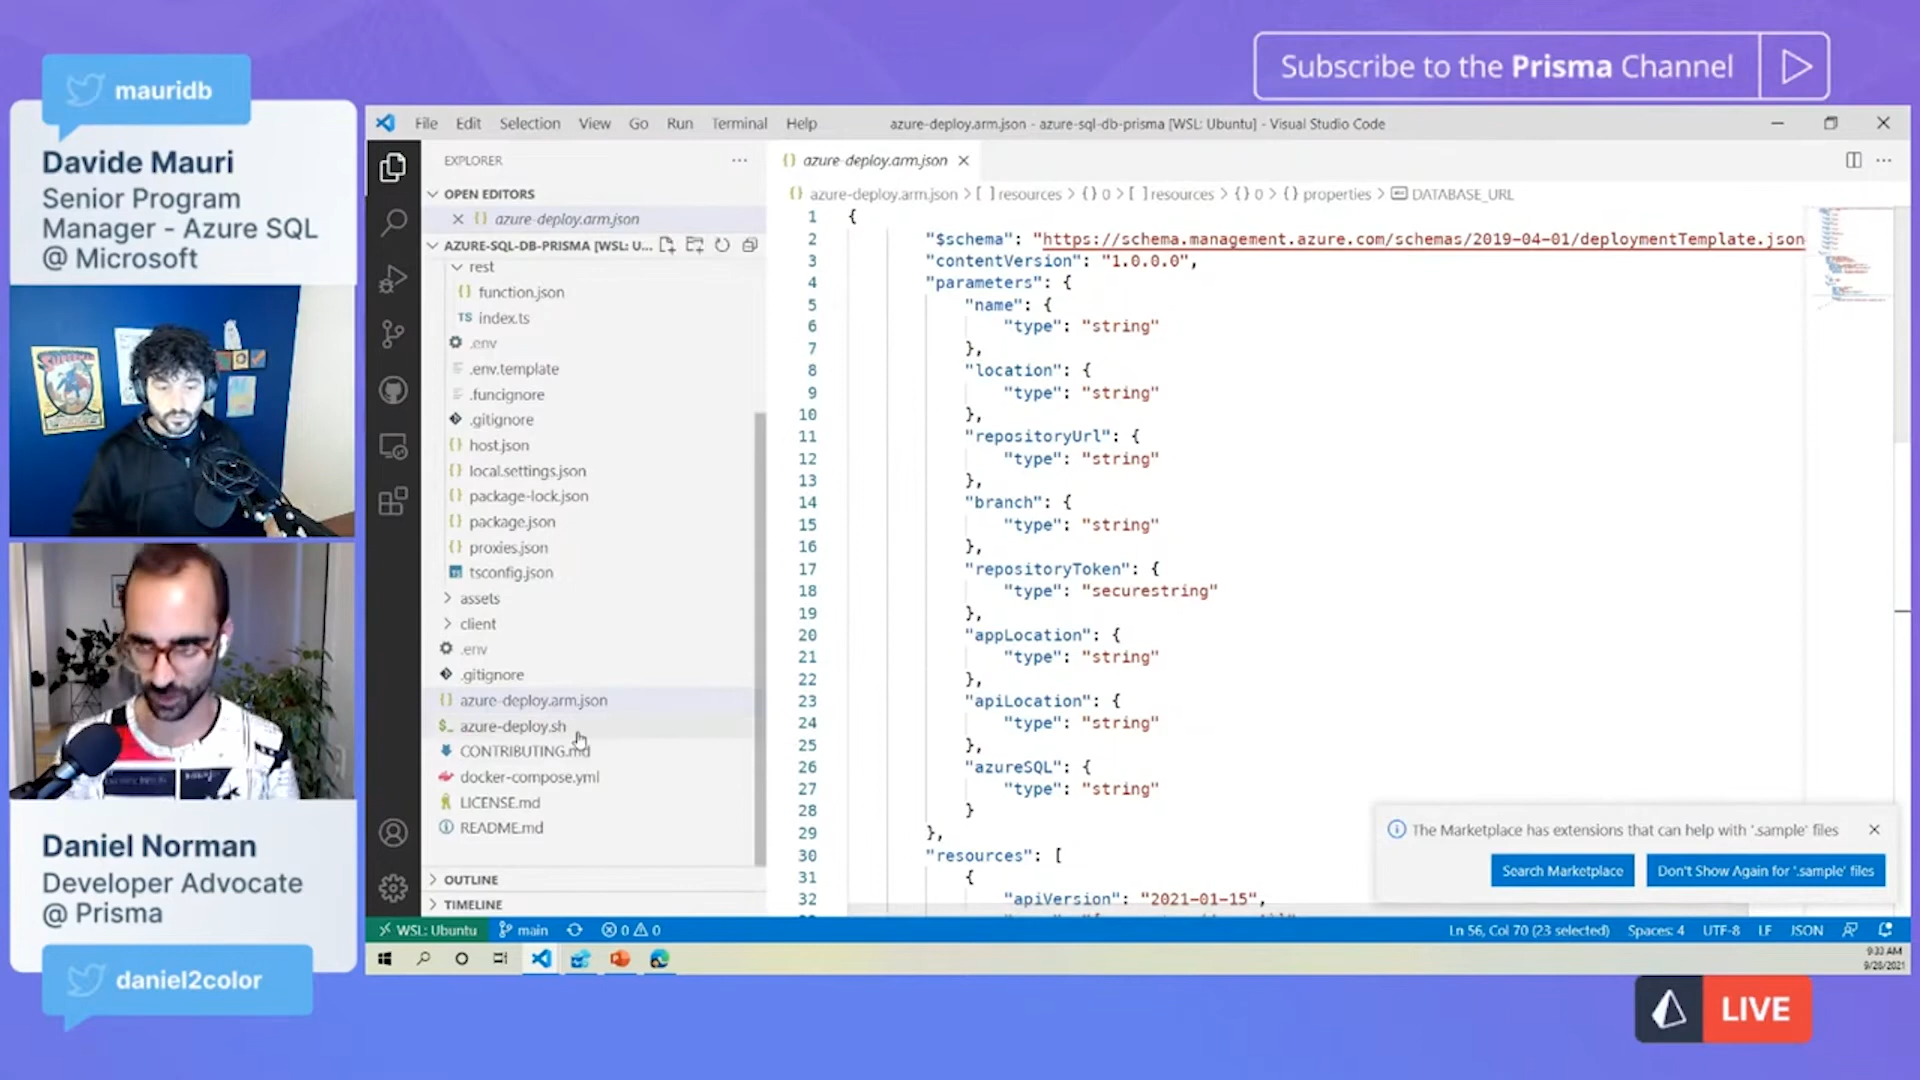 mauridb
Davide Mauri
Senior Program
Manager - Azure SQL
@ Microsoft
Daniel Norman
Developer Advocate
@ Prisma
daniel2color
Subscribe to the Prisma Channel
File Edit Selection View Go Run Terminal Help
azure-deploy.arm.json - azure-sql-db-prisma [WSL: Ubuntu] - Visual Studio Code
EXPLORER
OPEN EDITORS
azure-deploy.arm.json
AZURE-SQL-DB-PRISMA [WSL: U...
rest
function.json
TS index.ts
.env
.env.template
.funcignore
.gitignore
host.json
local.settings.json
package-lock.json
package.json
proxies.json
tsconfig.json
assets
client
.env
.gitignore
azure-deploy.arm.json
azure-deploy.sh
CONTRIBUTING.md
docker-compose.yml
LICENSE.md
README.md
OUTLINE
TIMELINE
azure-deploy.arm.json
azure-deploy.arm.json > [ ] resources > {} 0 > [ ] resources > {} 0 > {} properties > DATABASE_URL
1 {
2 "$schema": "https://schema.management.azure.com/schemas/2019-04-01/deploymentTemplate.json
3 "contentVersion": "1.0.0.0",
4 "parameters": {
5 "name": {
6 "type": "string"
7 },
8 "location": {
9 "type": "string"
10 },
11 "repositoryUrl": {
12 "type": "string"
13 },
14 "branch": {
15 "type": "string"
16 },
17 "repositoryToken": {
18 "type": "securestring"
19 },
20 "appLocation": {
21 "type": "string"
22 },
23 "apiLocation": {
24 "type": "string"
25 },
26 "azureSQL": {
27 "type": "string"
28 }
29 },
30 "resources": [
31 {
32 "apiVersion": "2021-01-15",
The Marketplace has extensions that can help with '.sample' files
Search Marketplace
Don't Show Again for '.sample' files
WSL: Ubuntu main 0 0
Ln 56, Col 70 (23 selected) Spaces: 4 UTF-8 LF JSON
9:33 AM
9/28/2021
LIVE